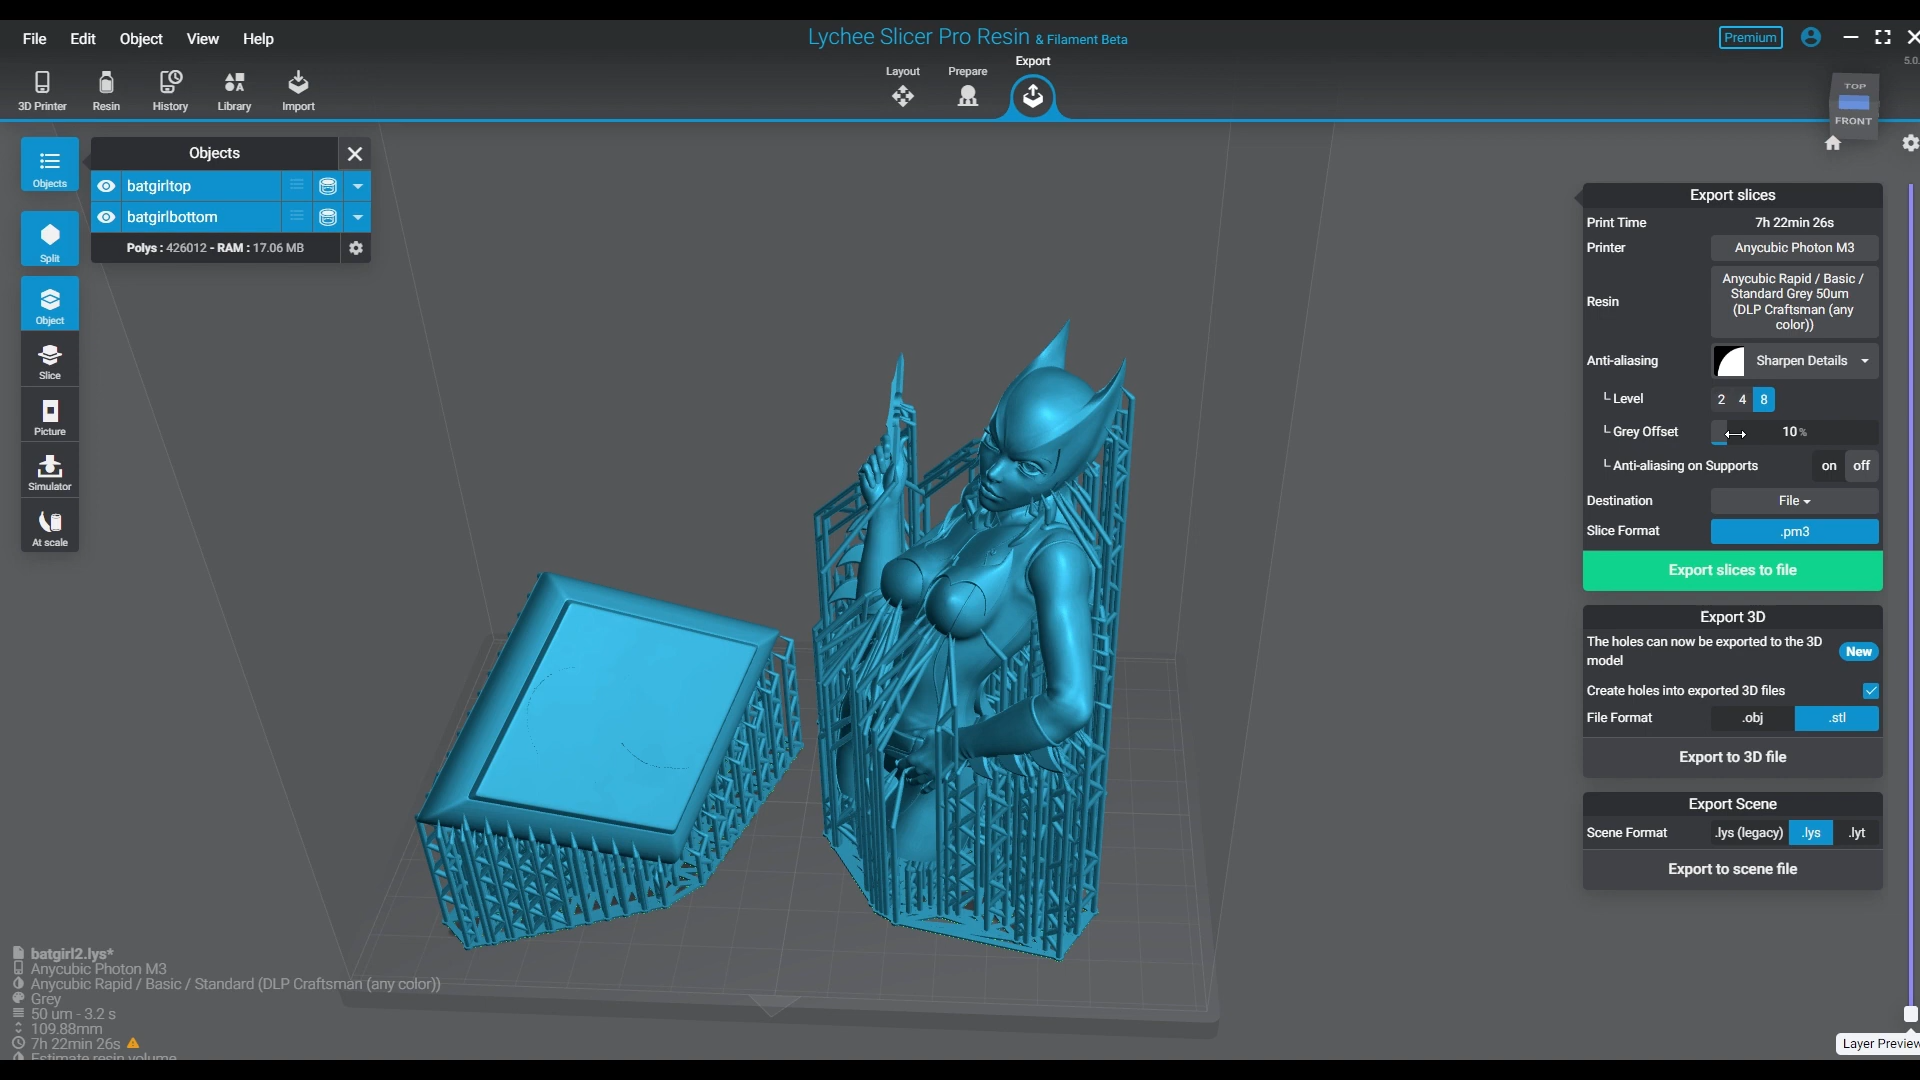 File Edit Object View Help
Lychee Slicer Pro Resin & Filament Beta
Premium
5.0.
3D Printer Resin History Library Import
Layout Prepare Export
TOP
FRONT
Objects
Split
Object
Slice
Picture
Simulator
At scale
Objects
batgirltop
batgirlbottom
Polys : 426012 - RAM : 17.06 MB
Export slices
Print Time 7h 22min 26s
Printer Anycubic Photon M3
Resin Anycubic Rapid / Basic /
Standard Grey 50um
(DLP Craftsman (any
color))
Anti-aliasing Sharpen Details
Level 2 4 8
Grey Offset 10 %
Anti-aliasing on Supports on off
Destination File
Slice Format .pm3
Export slices to file
Export 3D
The holes can now be exported to the 3D
model New
Create holes into exported 3D files
File Format .obj .stl
Export to 3D file
Export Scene
Scene Format .lys (legacy) .lys .lyt
Export to scene file
batgirl2.lys*
Anycubic Photon M3
Anycubic Rapid / Basic / Standard (DLP Craftsman (any color))
Grey
50 um - 3.2 s
109.88mm
7h 22min 26s
Estimate resin volume
Layer Preview